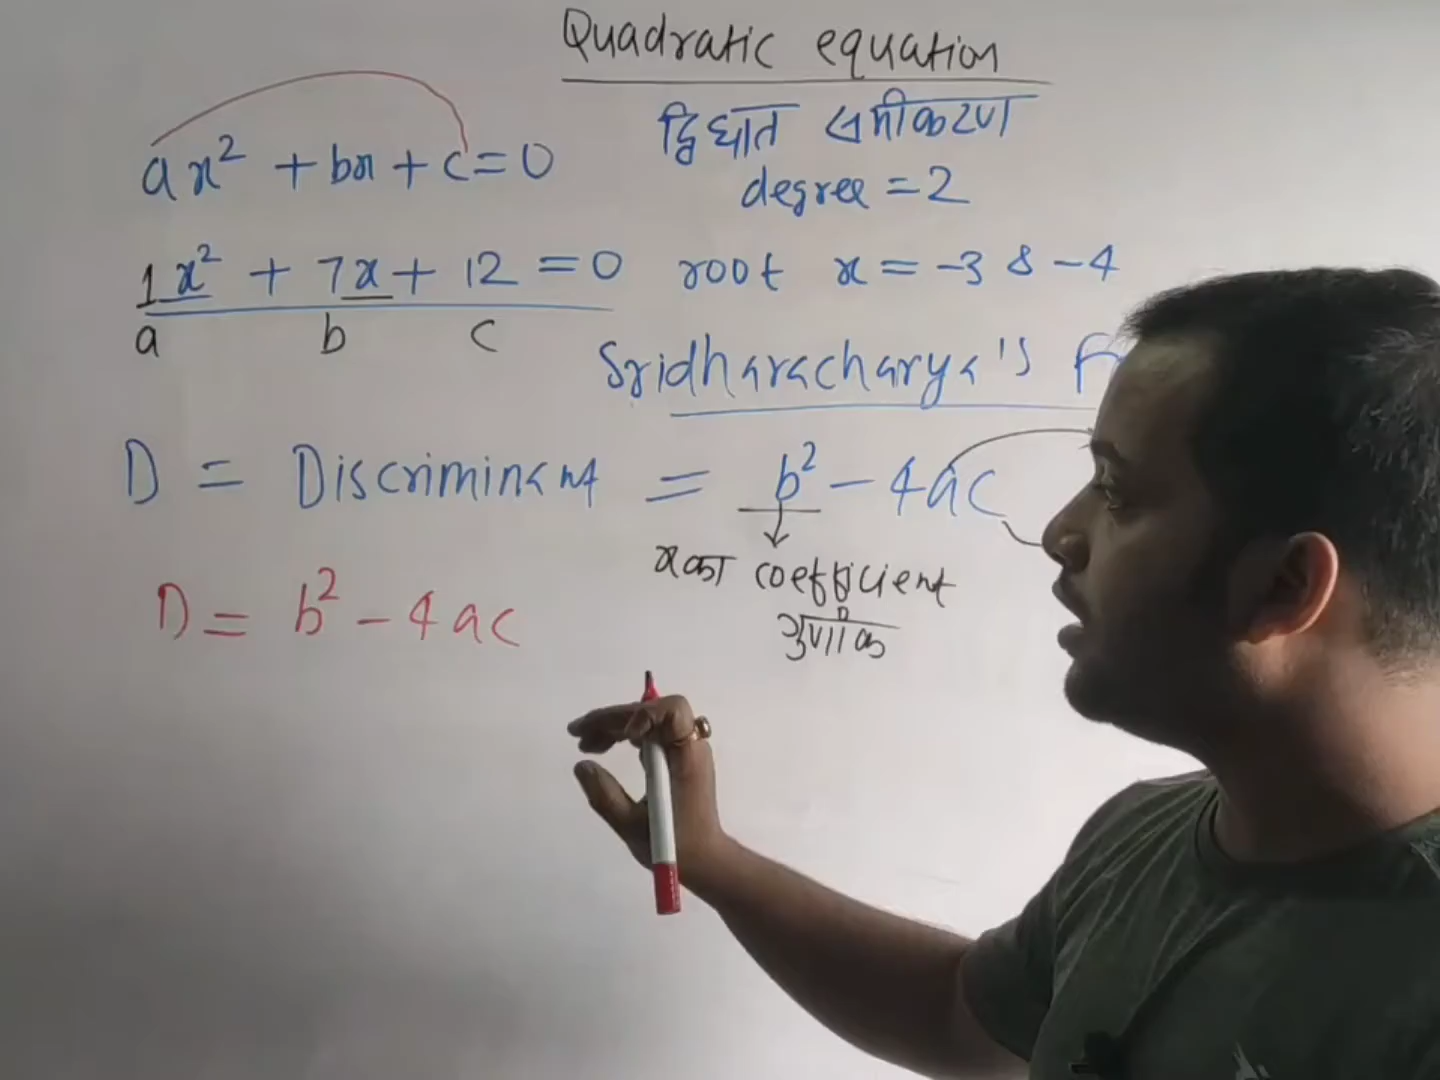 Quadratic equation
द्विघात समीकरण
degree = 2
ax² + bx + c = 0
1x² + 7x + 12 = 0 root x = -3 & -4
a b c
Sridharacharya's
D = Discriminant = b² - 4ac
x का coefficient
गुणांक
D = b² - 4ac